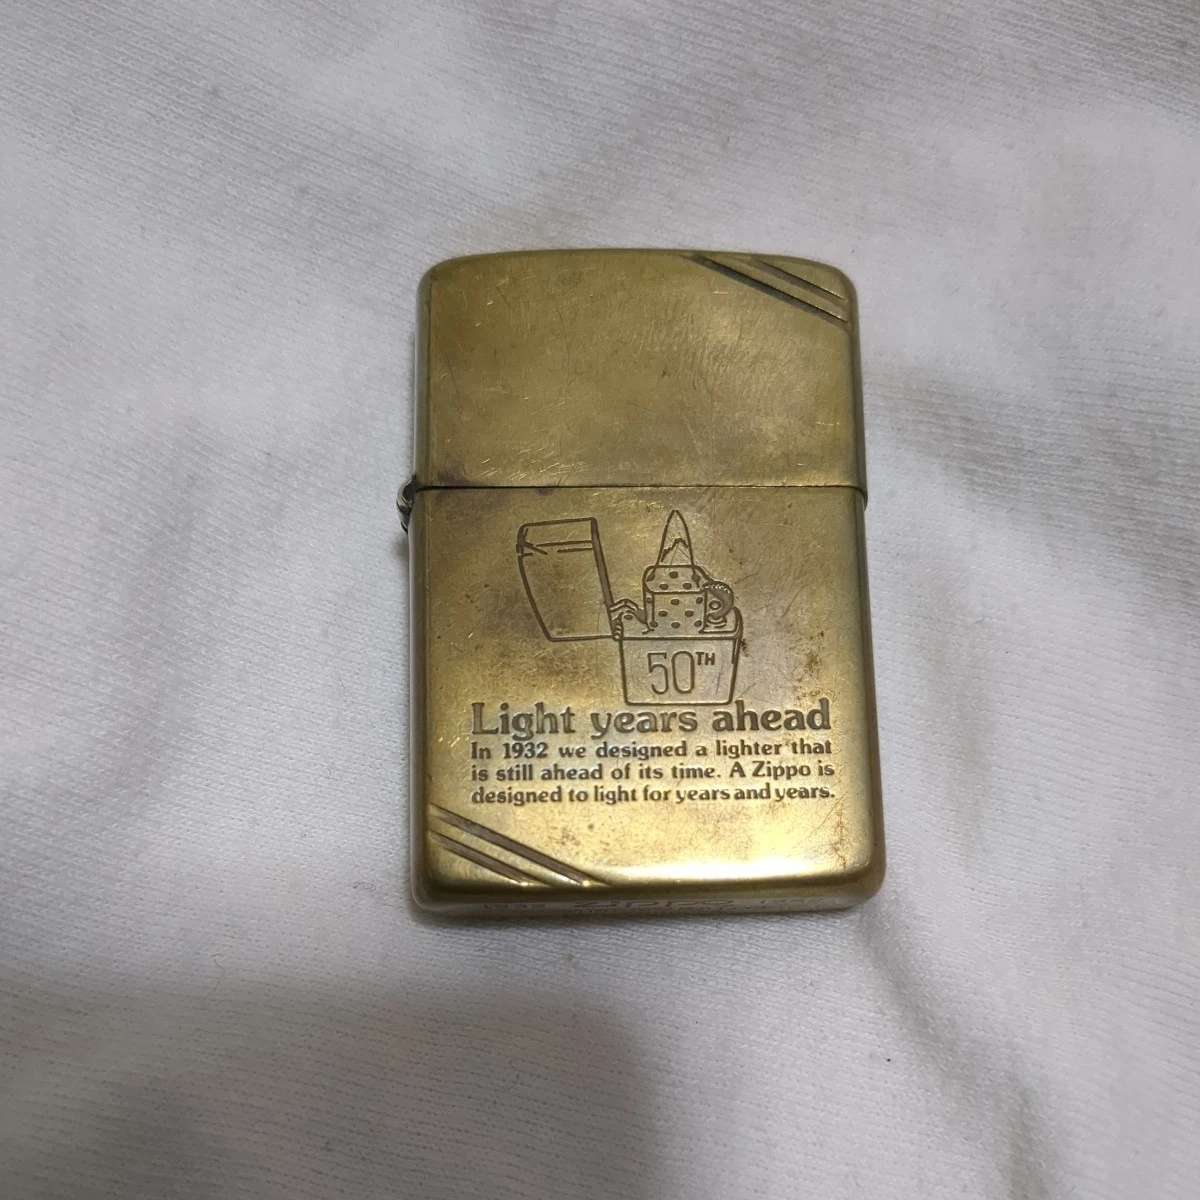 50TH
Light years ahead
In 1932 we designed a lighter that
is still ahead of its time. A Zippo is
designed to light for years and years.